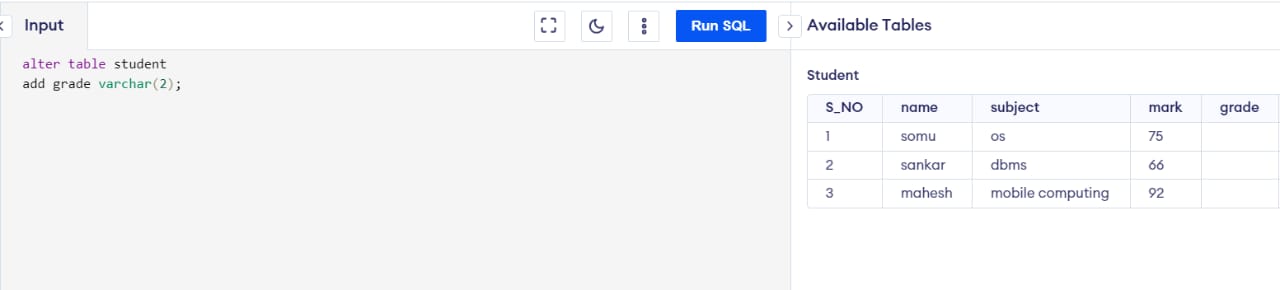 Input
Run SQL
Available Tables
alter table student
add grade varchar(2);
Student
S_NO name subject mark grade
1 somu os 75
2 sankar dbms 66
3 mahesh mobile computing 92